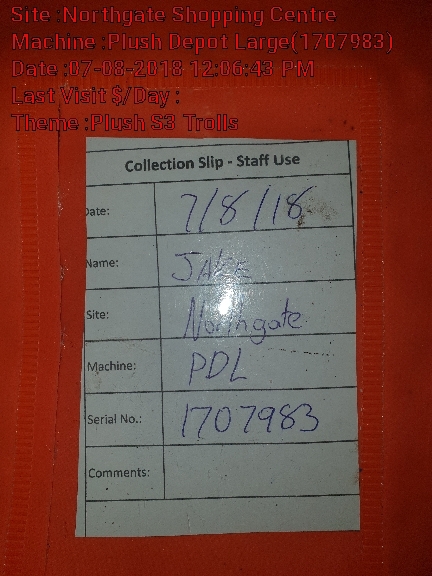 Site :Northgate Shopping Centre
Machine :Plush Depot Large(1707983)
Date :07-08-2018 12:06:43 PM
Last Visit $/Day :
Theme :Plush S3 Trolls
Collection Slip - Staff Use
Date: 7/8/18
Name: JAKE
Site: Northgate
Machine: PDL
Serial No.: 1707983
Comments: